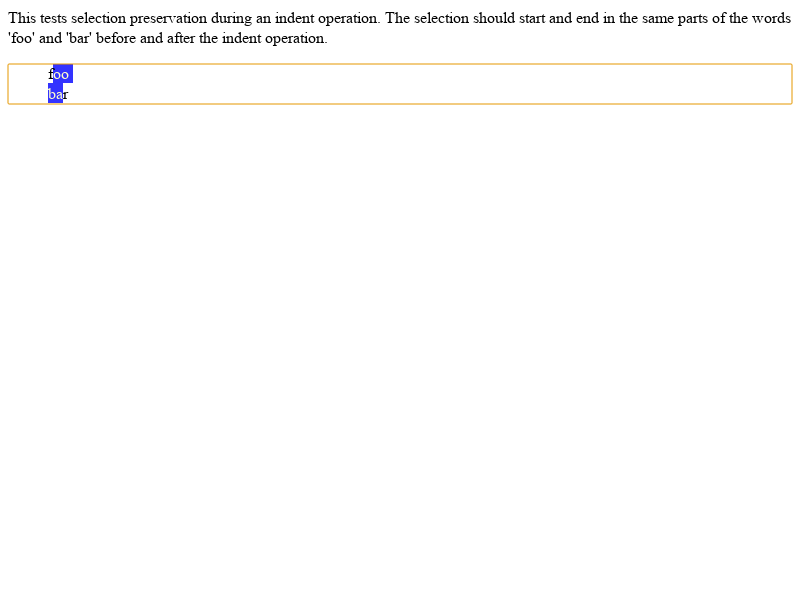 This tests selection preservation during an indent operation. The selection should start and end in the same parts of the words
'foo' and 'bar' before and after the indent operation.
foo
bar